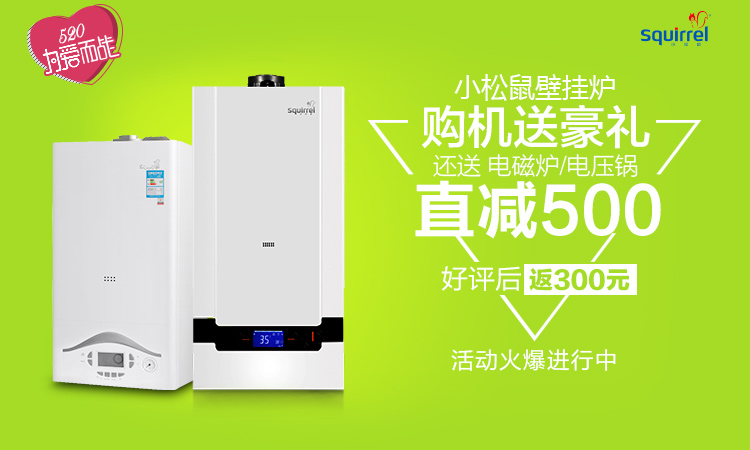 520
为爱而战
squirrel
小松鼠壁挂炉
购机送豪礼
还送 电磁炉/电压锅
直减500
好评后 返300元
活动火爆进行中
squirrel
35